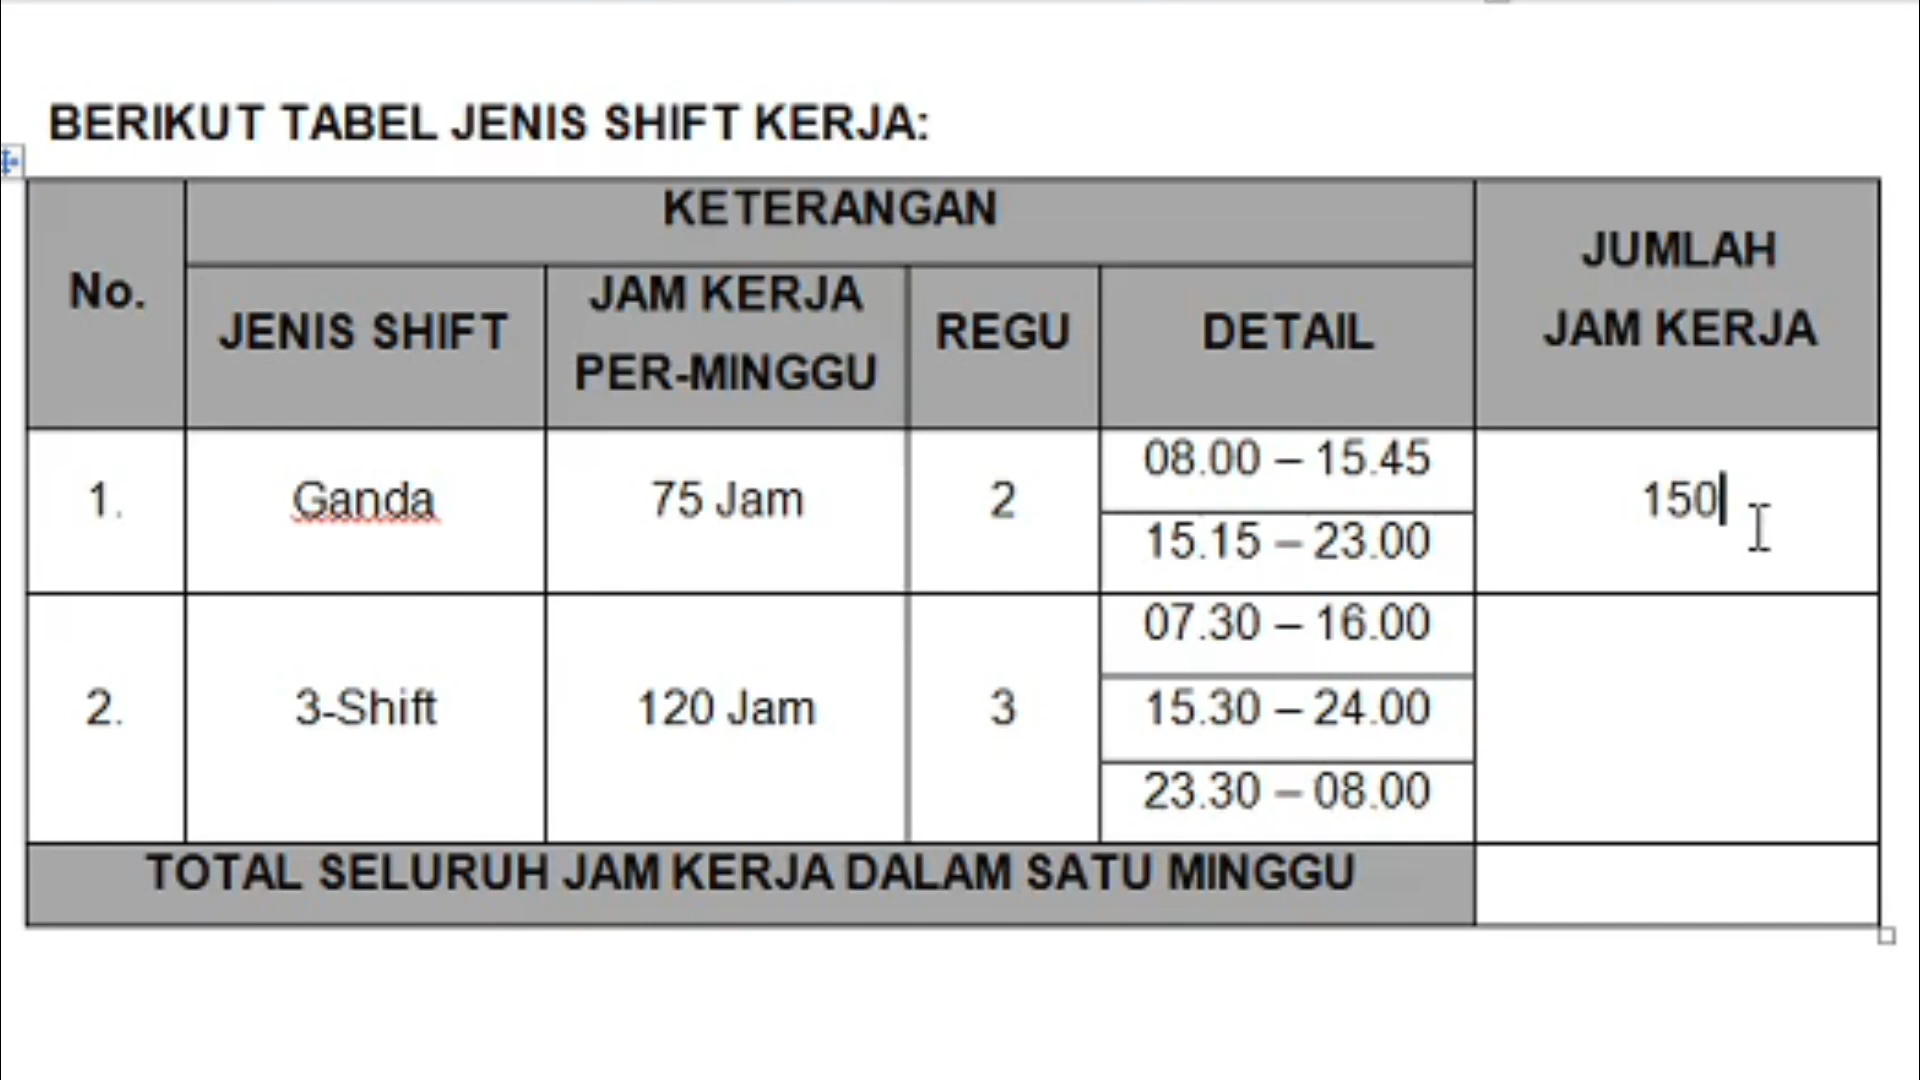 BERIKUT TABEL JENIS SHIFT KERJA:
No.
KETERANGAN
JUMLAH
JAM KERJA
JENIS SHIFT
JAM KERJA
PER-MINGGU
REGU
DETAIL
1.
Ganda
75 Jam
2
08.00 – 15.45
15.15 – 23.00
150
2.
3-Shift
120 Jam
3
07.30 – 16.00
15.30 – 24.00
23.30 – 08.00
TOTAL SELURUH JAM KERJA DALAM SATU MINGGU